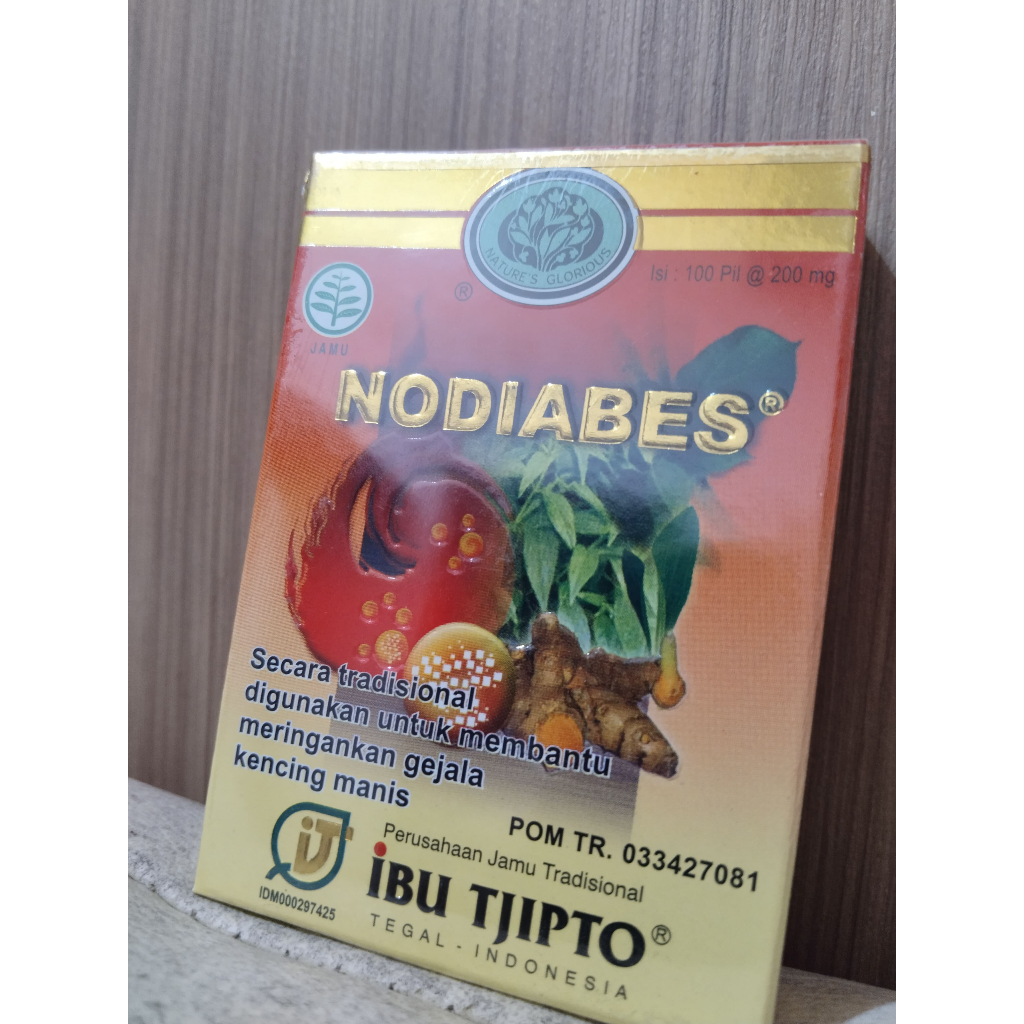 NATURE'S GLORIOUS
®
Isi : 100 Pil @ 200 mg
JAMU
NODIABES®
Secara tradisional
digunakan untuk membantu
meringankan gejala
kencing manis
POM TR. 033427081
IJT
IDM000297425
Perusahaan Jamu Tradisional
IBU TJIPTO®
TEGAL - INDONESIA